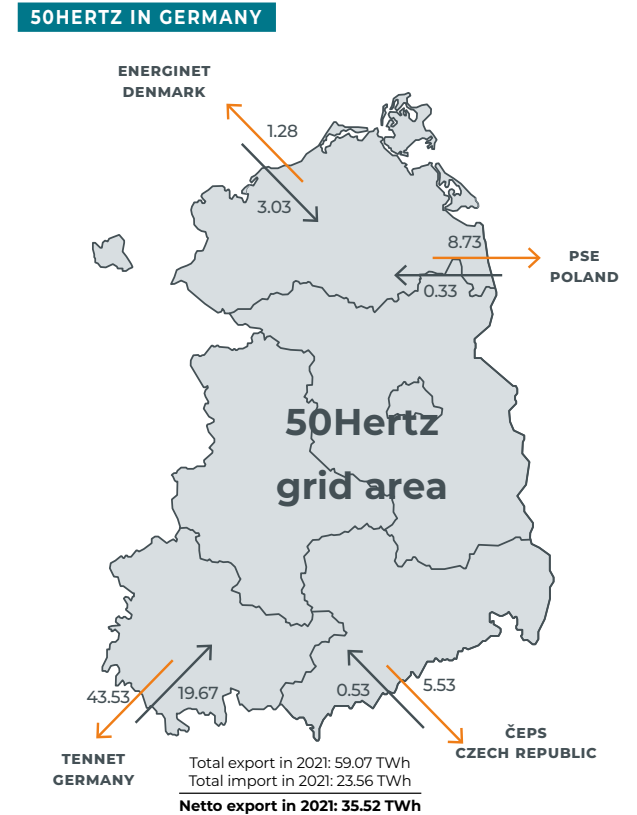 50HERTZ IN GERMANY
ENERGINET
DENMARK
1.28
3.03
8.73
PSE
POLAND
0.33
50Hertz
grid area
43.53
19.67
0.53
5.53
TENNET
GERMANY
ČEPS
CZECH REPUBLIC
Total export in 2021: 59.07 TWh
Total import in 2021: 23.56 TWh
Netto export in 2021: 35.52 TWh